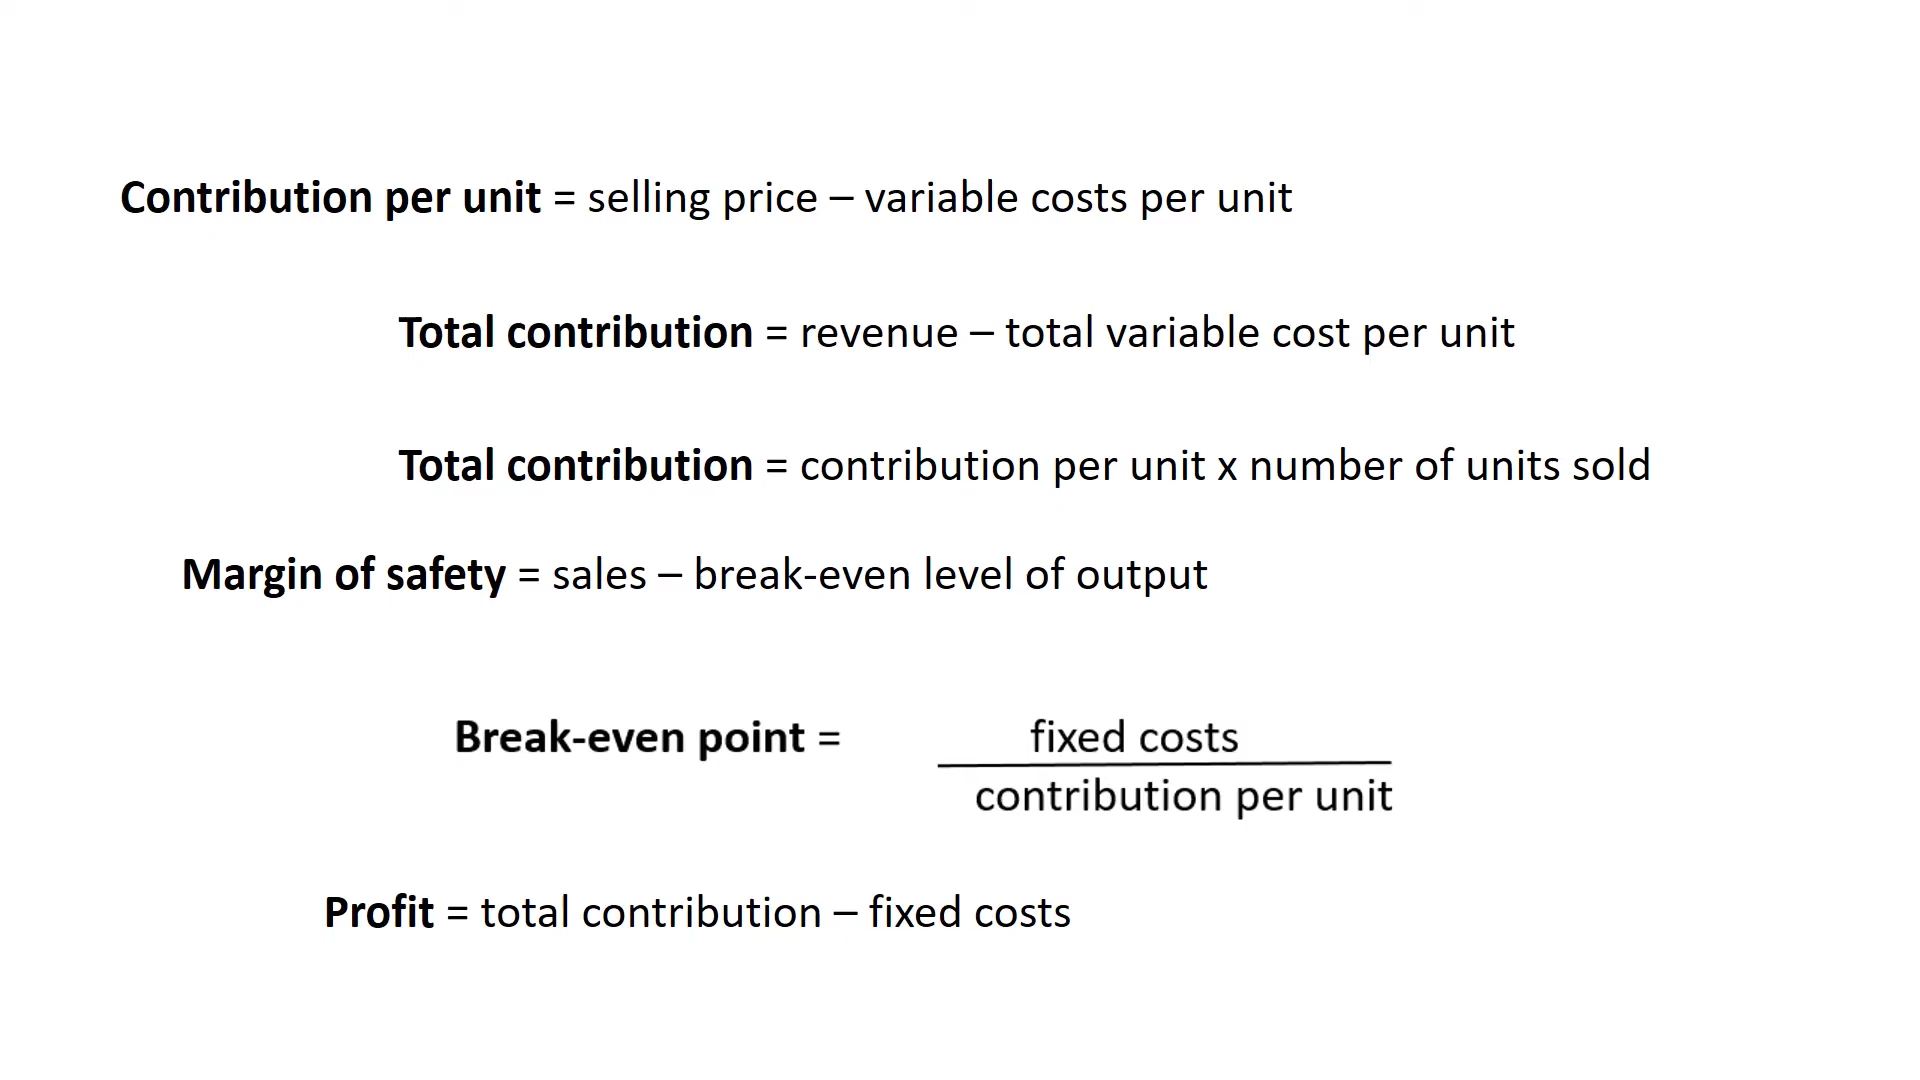 Contribution per unit = selling price – variable costs per unit
Total contribution = revenue – total variable cost per unit
Total contribution = contribution per unit x number of units sold
Margin of safety = sales – break-even level of output
Break-even point = fixed costs
contribution per unit
Profit = total contribution – fixed costs